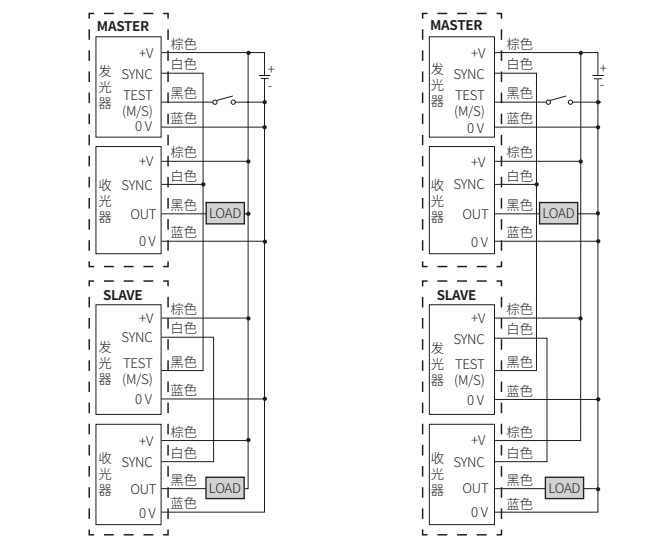 MASTER
+V 棕色
发光器
SYNC 白色
TEST 黑色
(M/S)
0 V 蓝色
+
-
+V 棕色
收光器
SYNC 白色
OUT 黑色 LOAD
0 V 蓝色
SLAVE
+V 棕色
发光器
SYNC 白色
TEST 黑色
(M/S)
0 V 蓝色
+V 棕色
收光器
SYNC 白色
OUT 黑色 LOAD
0 V 蓝色
MASTER
+V 棕色
发光器
SYNC 白色
TEST 黑色
(M/S)
0 V 蓝色
+
-
+V 棕色
收光器
SYNC 白色
OUT 黑色 LOAD
0 V 蓝色
SLAVE
+V 棕色
发光器
SYNC 白色
TEST 黑色
(M/S)
0 V 蓝色
+V 棕色
收光器
SYNC 白色
OUT 黑色 LOAD
0 V 蓝色